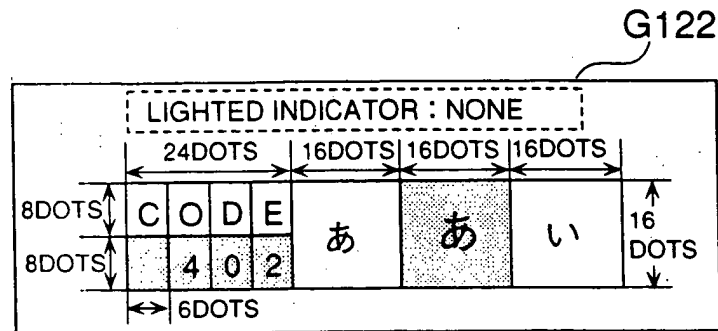 G122
LIGHTED INDICATOR : NONE
24DOTS 16DOTS 16DOTS 16DOTS
8DOTS C O D E あ あ い 16 DOTS
8DOTS 4 0 2
6DOTS